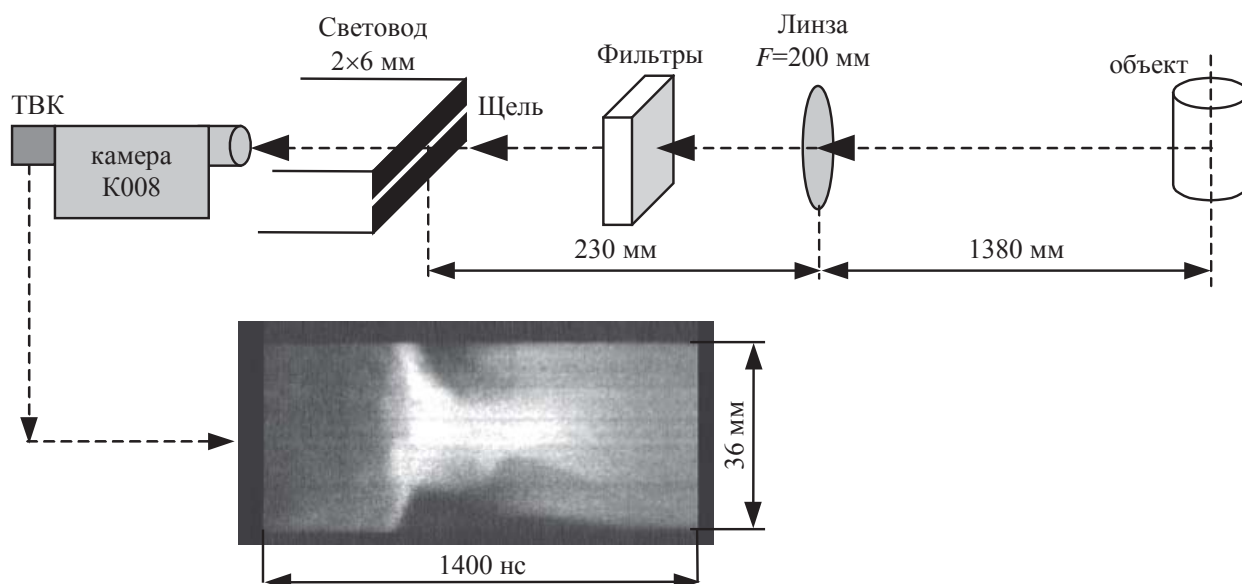 Световод
2×6 мм
Линза
F=200 мм
Фильтры
объект
ТВК
Щель
камера
К008
230 мм
1380 мм
36 мм
1400 нс